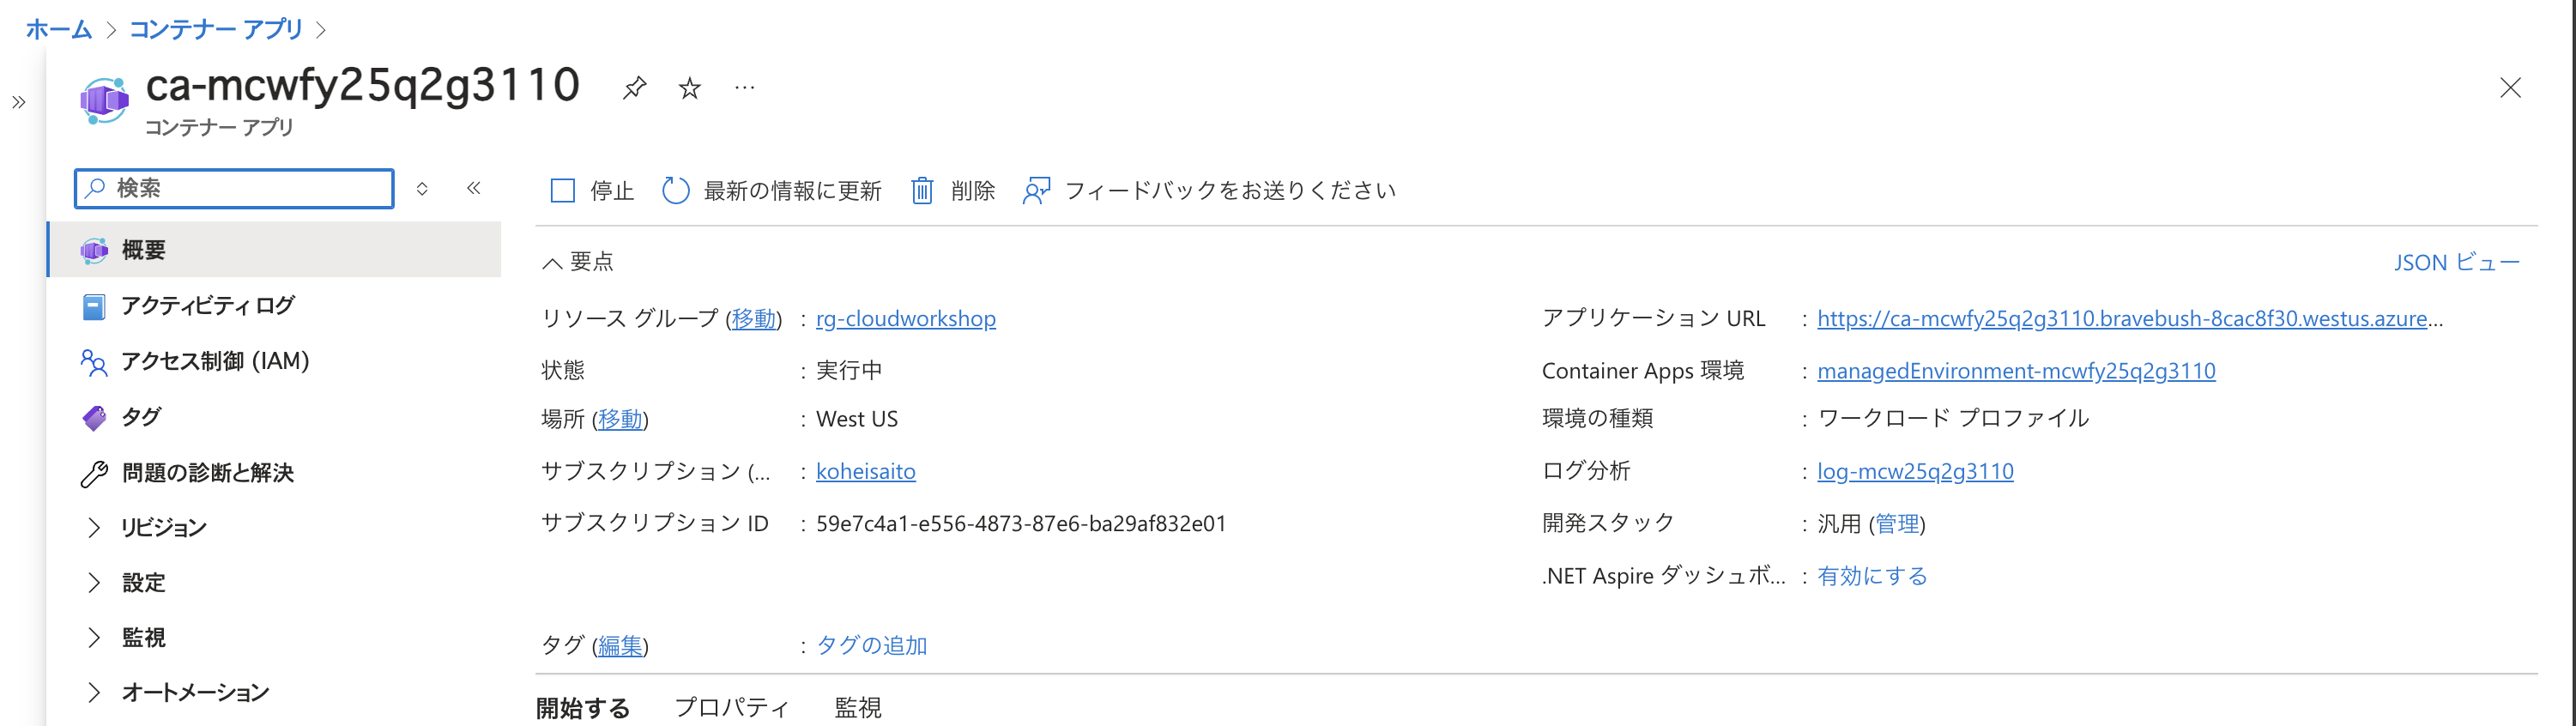 ホーム > コンテナー アプリ >
ca-mcwfy25q2g3110
コンテナー アプリ
検索
概要
アクティビティ ログ
アクセス制御 (IAM)
タグ
問題の診断と解決
リビジョン
設定
監視
オートメーション
停止 最新の情報に更新 削除 フィードバックをお送りください
要点
JSON ビュー
リソース グループ (移動) : rg-cloudworkshop
状態 : 実行中
場所 (移動) : West US
サブスクリプション (... : koheisaito
サブスクリプション ID : 59e7c4a1-e556-4873-87e6-ba29af832e01
アプリケーション URL : https://ca-mcwfy25q2g3110.bravebush-8cac8f30.westus.azure...
Container Apps 環境 : managedEnvironment-mcwfy25q2g3110
環境の種類 : ワークロード プロファイル
ログ分析 : log-mcw25q2g3110
開発スタック : 汎用 (管理)
.NET Aspire ダッシュボ... : 有効にする
タグ (編集) : タグの追加
開始する プロパティ 監視